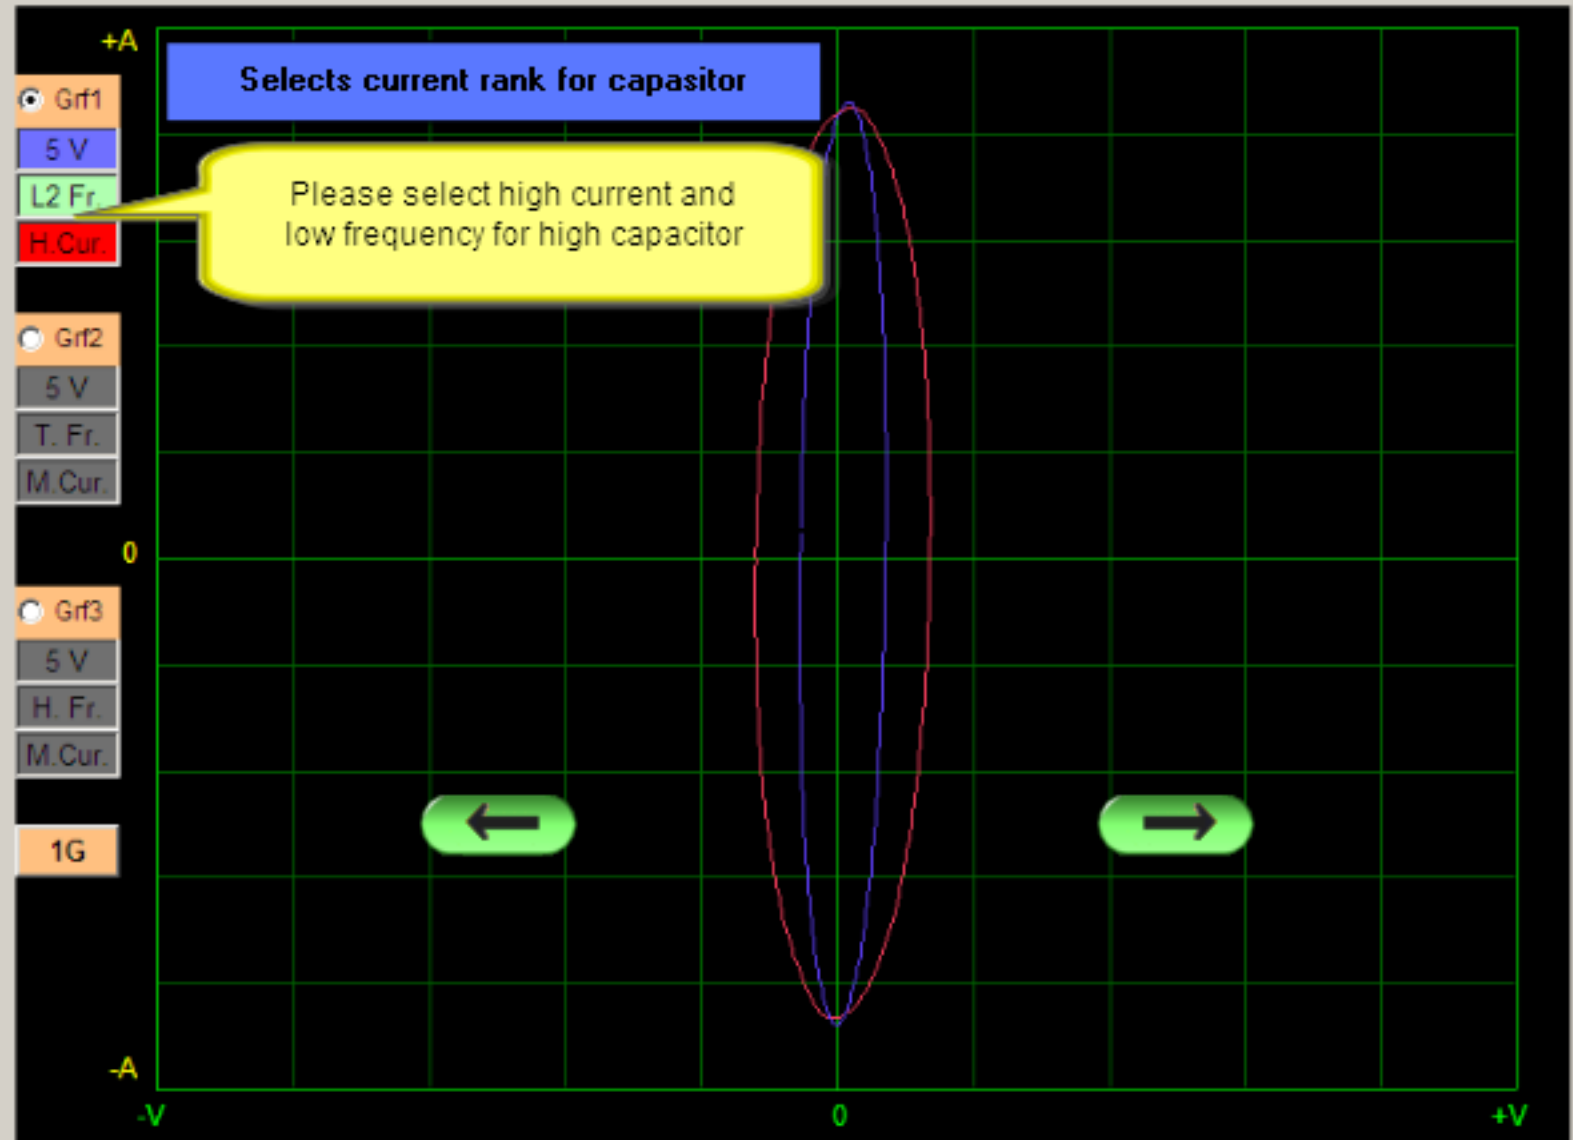 +A
Selects current rank for capasitor
Grf1
5 V
L2 Fr.
H.Cur.
Please select high current and
low frequency for high capacitor
Grf2
5 V
T. Fr.
M.Cur.
0
Grf3
5 V
H. Fr.
M.Cur.
1G
-A
-V
0
+V